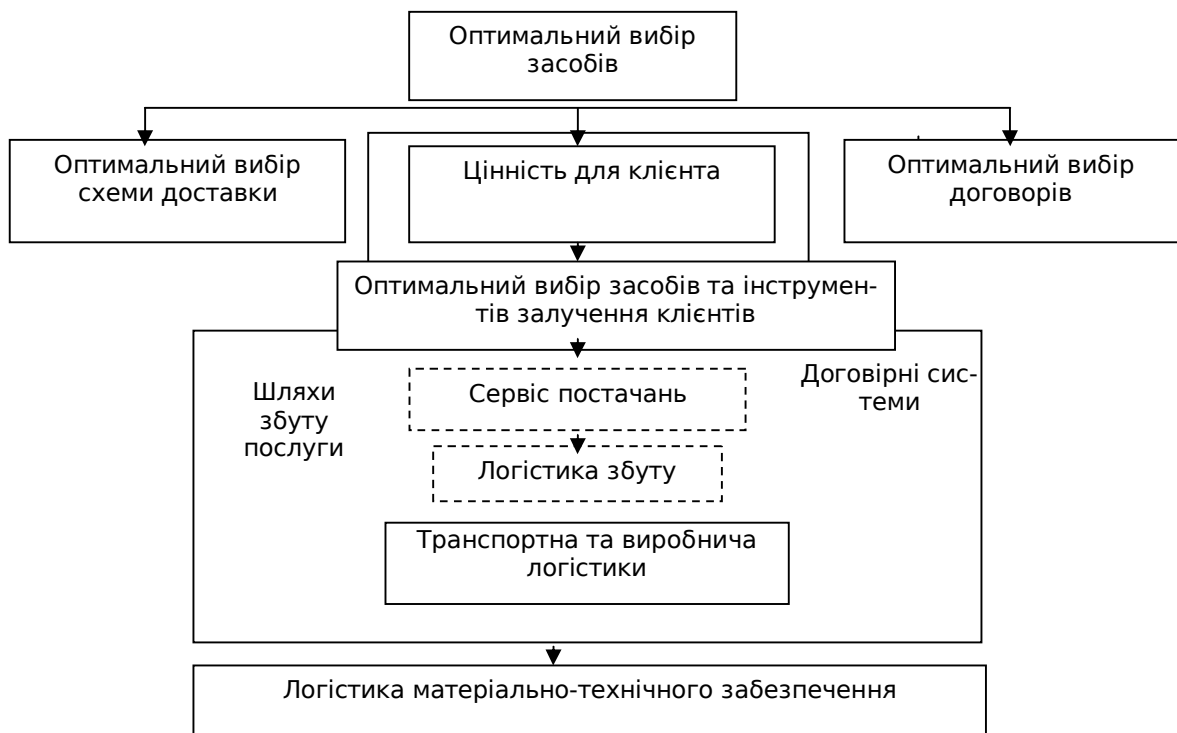 Оптимальний вибір
засобів
Оптимальний вибір
схеми доставки
Цінність для клієнта
Оптимальний вибір
договорів
Оптимальний вибір засобів та інструмен-
тів залучення клієнтів
Шляхи
збуту
послуги
Сервіс постачань
Договірні сис-
теми
Логістика збуту
Транспортна та виробнича
логістики
Логістика матеріально-технічного забезпечення